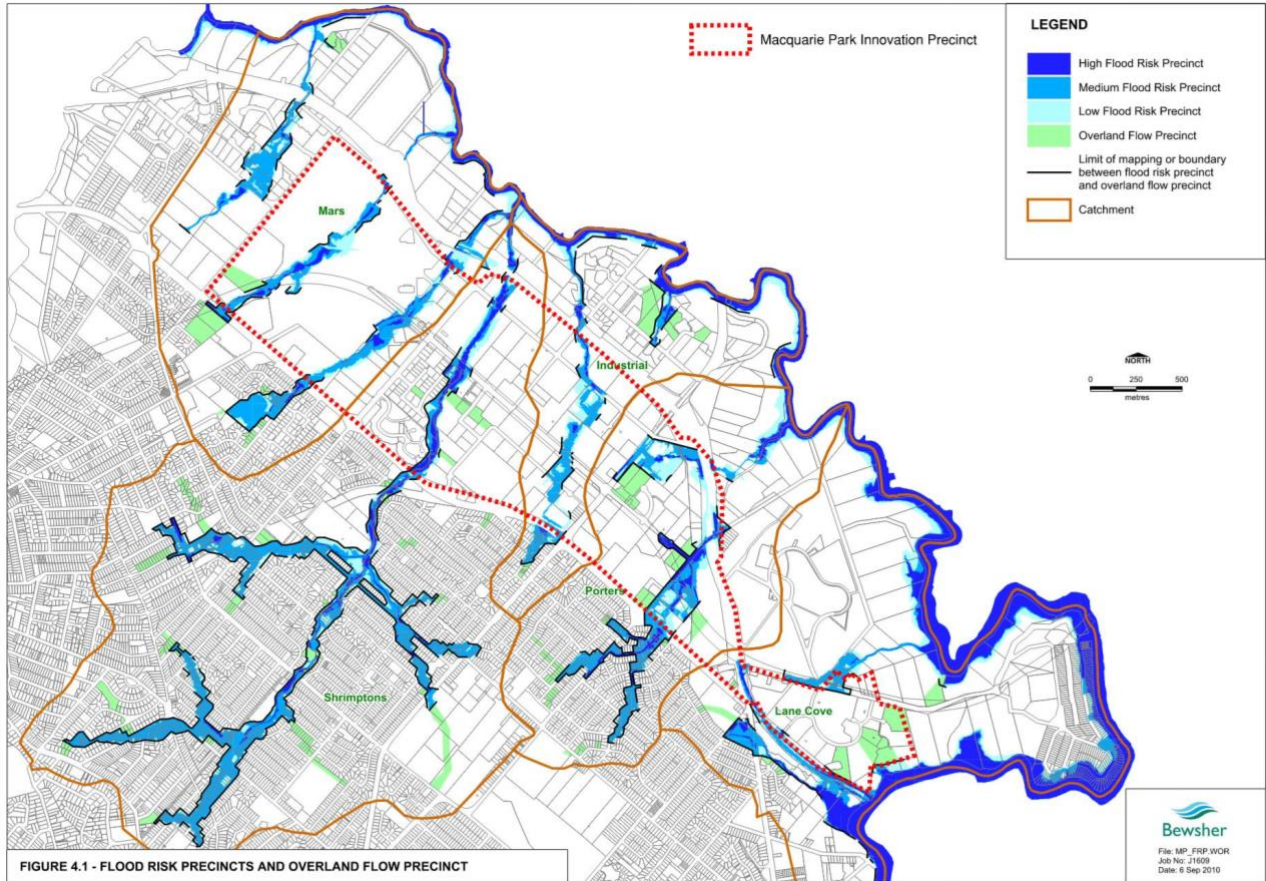 Macquarie Park Innovation Precinct
LEGEND
High Flood Risk Precinct
Medium Flood Risk Precinct
Low Flood Risk Precinct
Overland Flow Precinct
Limit of mapping or boundary
between flood risk precinct
and overland flow precinct
Catchment
Mars
Industrial
NORTH
0 250 500
metres
Porters
Shrimptons
Lane Cove
Bewsher
File: MP_FRP.WOR
Job No: J1609
Date: 6 Sep 2010
FIGURE 4.1 - FLOOD RISK PRECINCTS AND OVERLAND FLOW PRECINCT